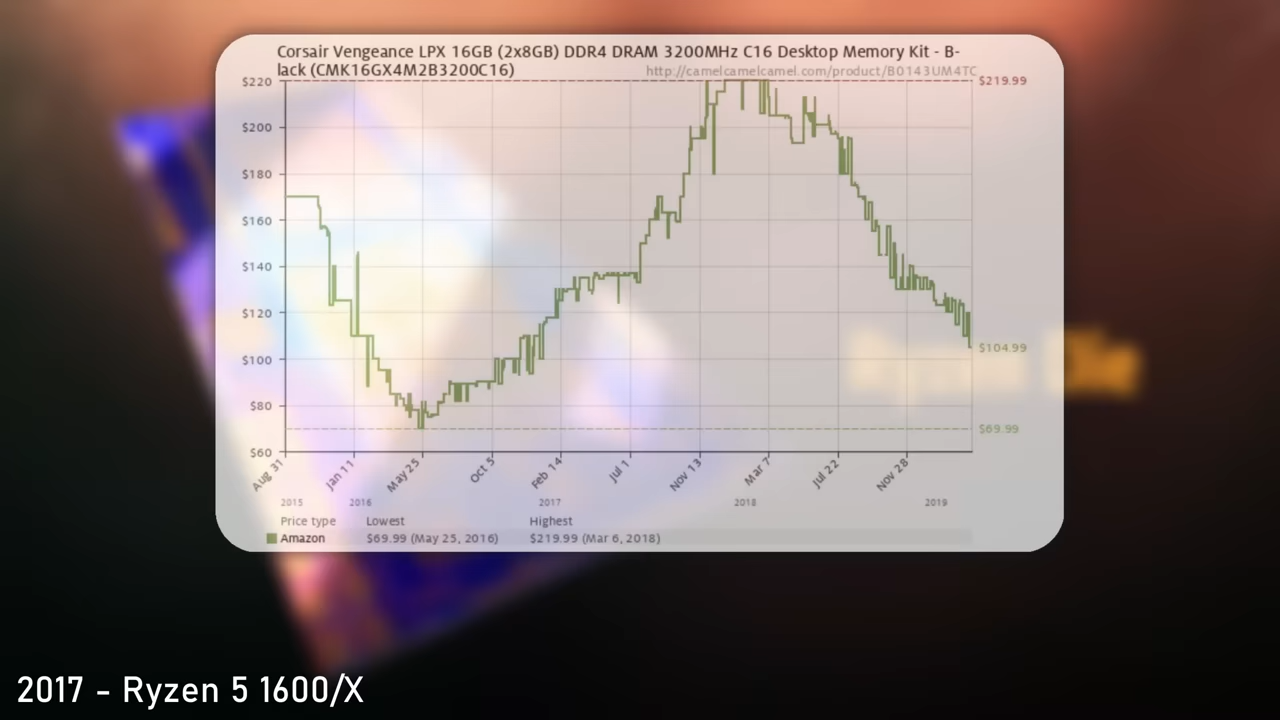 Corsair Vengeance LPX 16GB (2x8GB) DDR4 DRAM 3200MHz C16 Desktop Memory Kit - B-
lack (CMK16GX4M2B3200C16)
http://camelcamelcamel.com/product/B0143UM4TC
$220
$219.99
$200
$180
$160
$140
$120
$104.99
$100
$80
$69.99
$60
Aug 31
Jan 11
May 25
Oct 5
Feb 14
Jul 1
Nov 13
Mar 7
Jul 22
Nov 28
2015 2016 2017 2018 2019
Price type Lowest Highest
Amazon $69.99 (May 25, 2016) $219.99 (Mar 6, 2018)
2017 - Ryzen 5 1600/X